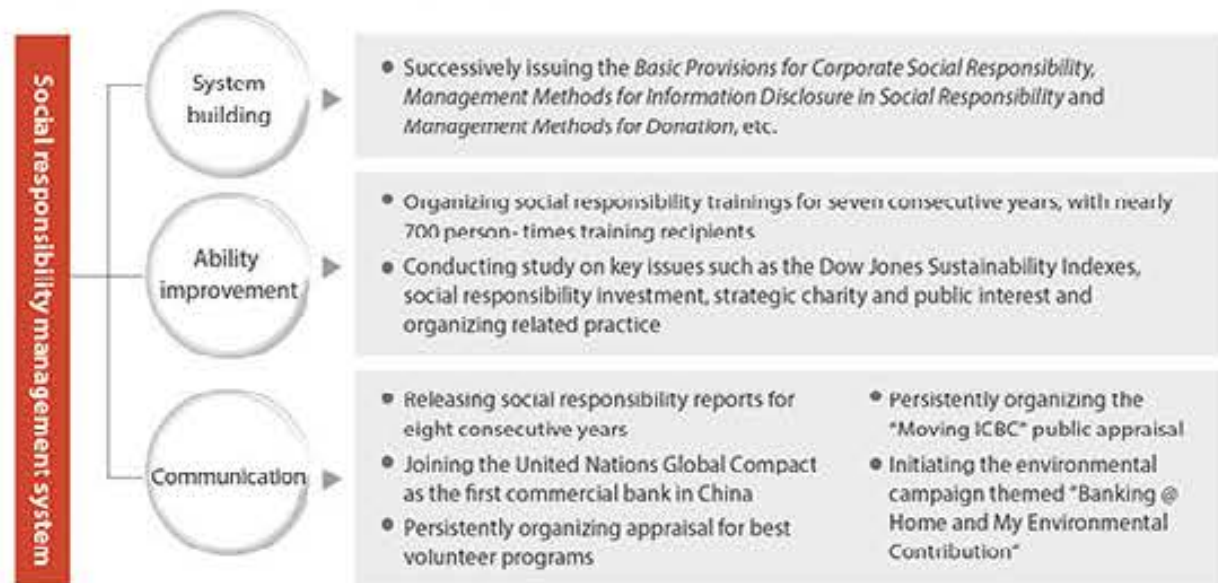 Social responsibility management system
System
building
● Successively issuing the Basic Provisions for Corporate Social Responsibility,
Management Methods for Information Disclosure in Social Responsibility and
Management Methods for Donation, etc.
Ability
improvement
● Organizing social responsibility trainings for seven consecutive years, with nearly
700 person- times training recipients
● Conducting study on key issues such as the Dow Jones Sustainability Indexes,
social responsibility investment, strategic charity and public interest and
organizing related practice
Communication
● Releasing social responsibility reports for
eight consecutive years
● Joining the United Nations Global Compact
as the first commercial bank in China
● Persistently organizing appraisal for best
volunteer programs
● Persistently organizing the
"Moving ICBC" public appraisal
● Initiating the environmental
campaign themed "Banking @
Home and My Environmental
Contribution"